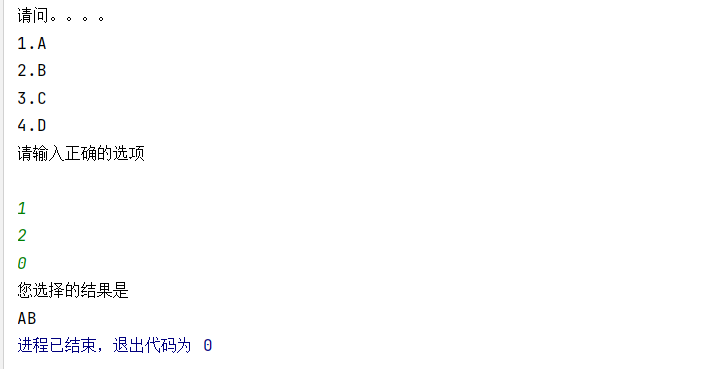 请问。。。。
1.A
2.B
3.C
4.D
请输入正确的选项
1
2
0
您选择的结果是
AB
进程已结束，退出代码为 0